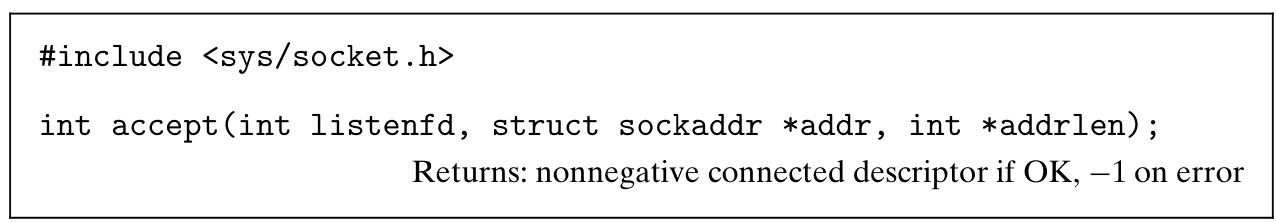 #include <sys/socket.h>
int accept(int listenfd, struct sockaddr *addr, int *addrlen);
Returns: nonnegative connected descriptor if OK, −1 on error